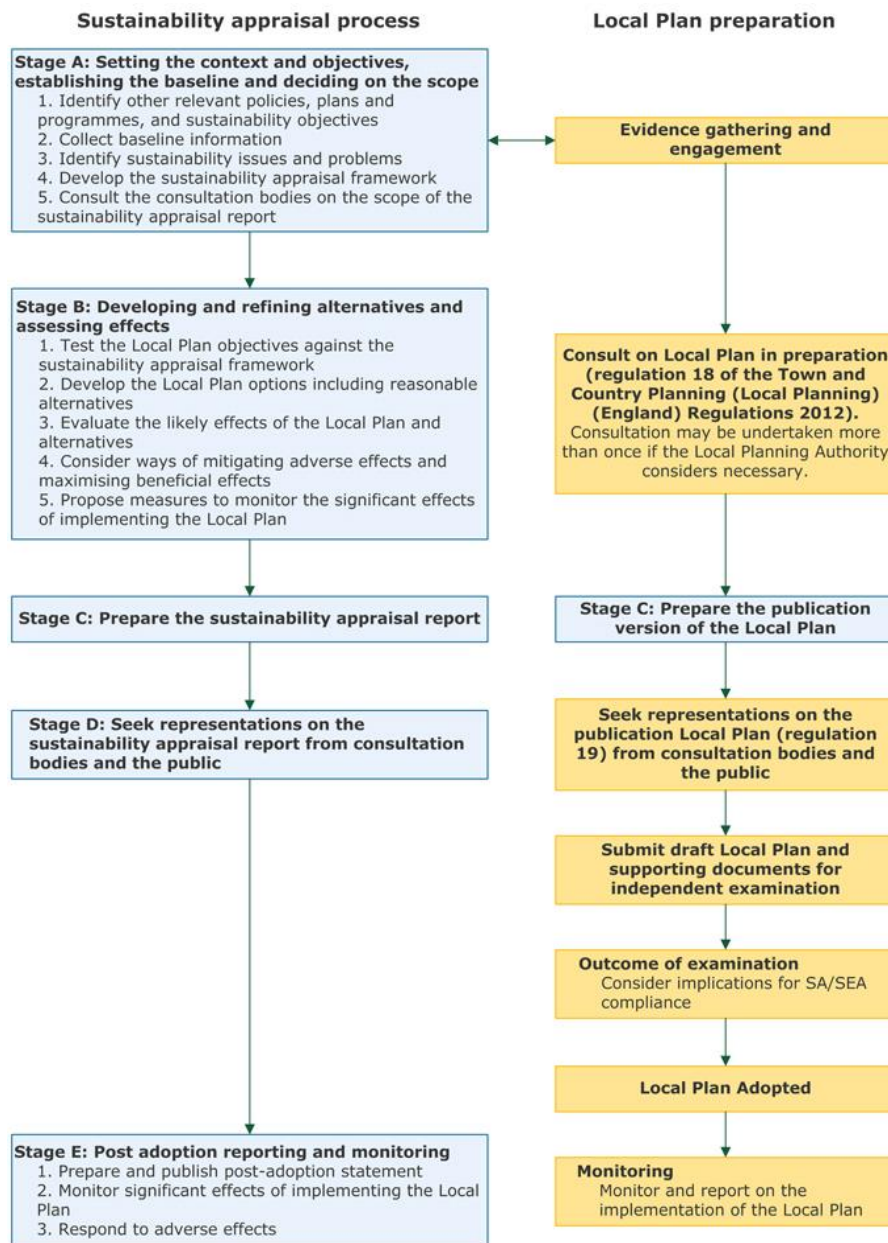 Sustainability appraisal process
Local Plan preparation
Stage A: Setting the context and objectives,
establishing the baseline and deciding on the scope
1. Identify other relevant policies, plans and
programmes, and sustainability objectives
2. Collect baseline information
3. Identify sustainability issues and problems
4. Develop the sustainability appraisal framework
5. Consult the consultation bodies on the scope of the
sustainability appraisal report
Evidence gathering and
engagement
Stage B: Developing and refining alternatives and
assessing effects
1. Test the Local Plan objectives against the
sustainability appraisal framework
2. Develop the Local Plan options including reasonable
alternatives
3. Evaluate the likely effects of the Local Plan and
alternatives
4. Consider ways of mitigating adverse effects and
maximising beneficial effects
5. Propose measures to monitor the significant effects
of implementing the Local Plan
Consult on Local Plan in preparation
(regulation 18 of the Town and
Country Planning (Local Planning)
(England) Regulations 2012).
Consultation may be undertaken more
than once if the Local Planning Authority
considers necessary.
Stage C: Prepare the sustainability appraisal report
Stage C: Prepare the publication
version of the Local Plan
Stage D: Seek representations on the
sustainability appraisal report from consultation
bodies and the public
Seek representations on the
publication Local Plan (regulation
19) from consultation bodies and
the public
Submit draft Local Plan and
supporting documents for
independent examination
Outcome of examination
Consider implications for SA/SEA
compliance
Local Plan Adopted
Stage E: Post adoption reporting and monitoring
1. Prepare and publish post-adoption statement
2. Monitor significant effects of implementing the Local
Plan
3. Respond to adverse effects
Monitoring
Monitor and report on the
implementation of the Local Plan